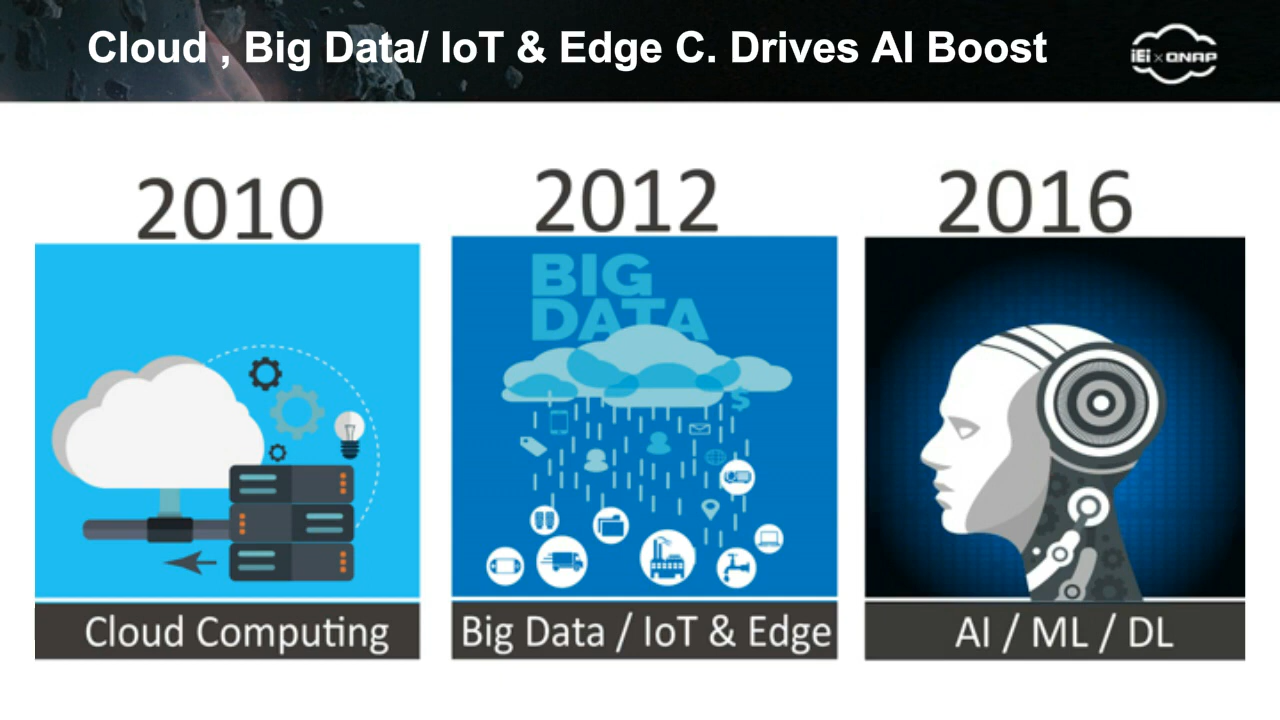 Cloud , Big Data/ IoT & Edge C. Drives AI Boost
iEi x QNAP
2010
2012
2016
BIG
DATA
$
Cloud Computing
Big Data / IoT & Edge
AI / ML / DL